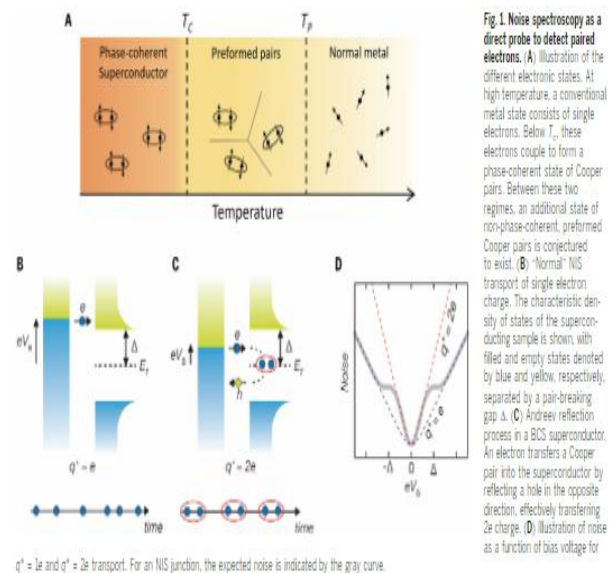 A
T_C
T_P
Phase-coherent
Superconductor
Preformed pairs
Normal metal
Temperature
B
e
eV_B
Δ
E_F
q* = e
time
C
e
eV_B
h
Δ
E_F
q* = 2e
time
D
Noise
q* = 2e
q* = e
-Δ
0
Δ
eV_B
Fig. 1. Noise spectroscopy as a
direct probe to detect paired
electrons. (A) Illustration of the
different electronic states. At
high temperature, a conventional
metal state consists of single
electrons. Below T_c, these
electrons couple to form a
phase-coherent state of Cooper
pairs. Between these two
regimes, an additional state of
non-phase-coherent, preformed
Cooper pairs is conjectured
to exist. (B) "Normal" NIS
transport of single electron
charge. The characteristic den-
sity of states of the supercon-
ducting sample is shown, with
filled and empty states denoted
by blue and yellow, respectively,
separated by a pair-breaking
gap Δ. (C) Andreev reflection
process in a BCS superconductor.
An electron transfers a Cooper
pair into the superconductor by
reflecting a hole in the opposite
direction, effectively transferring
2e charge. (D) Illustration of noise
as a function of bias voltage for
q* = 1e and q* = 2e transport. For an NIS junction, the expected noise is indicated by the gray curve.